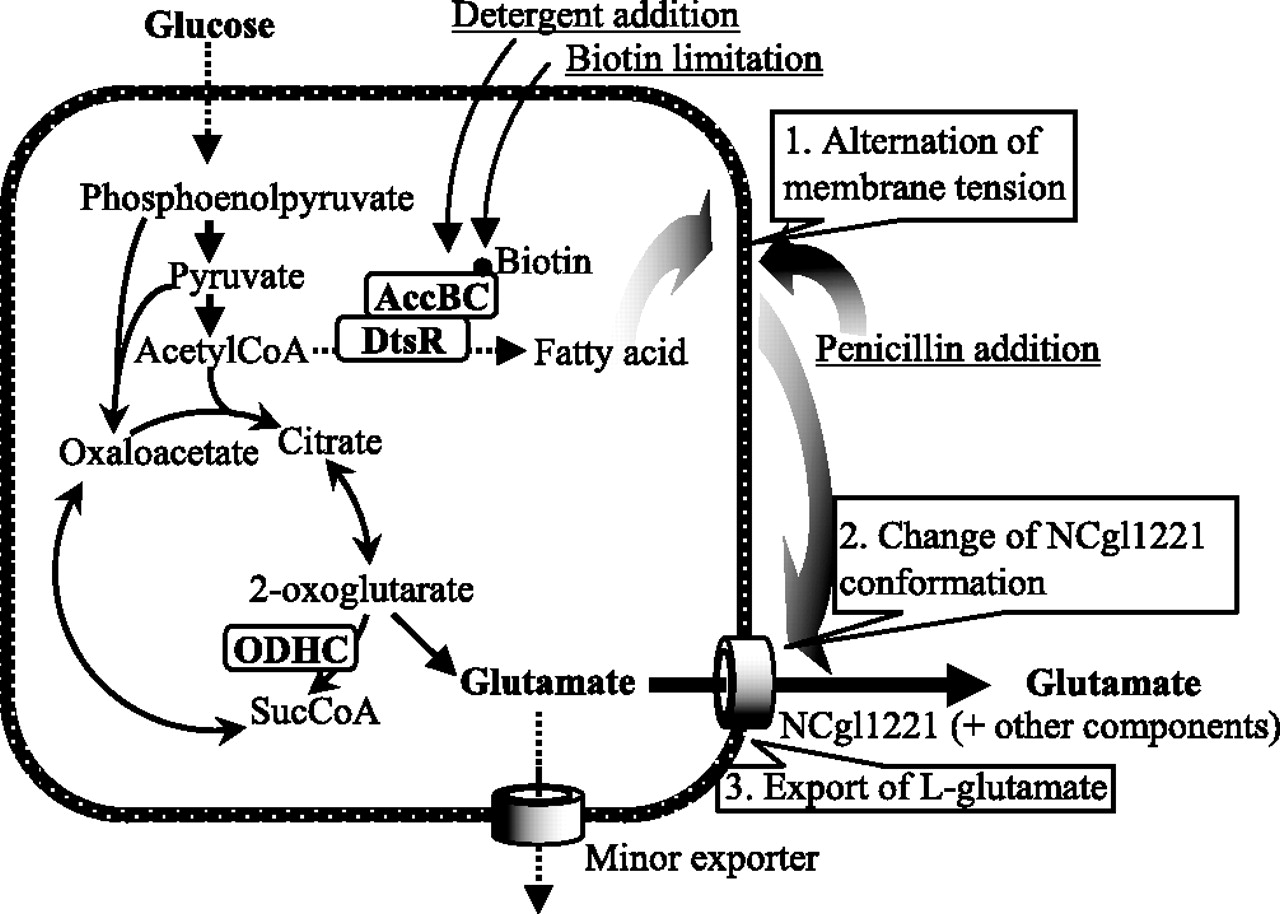 Glucose
Detergent addition
Biotin limitation
1. Alternation of
membrane tension
Phosphoenolpyruvate
Pyruvate
Biotin
AccBC
AcetylCoA
DtsR
Fatty acid
Penicillin addition
Oxaloacetate
Citrate
2. Change of NCgl1221
conformation
2-oxoglutarate
ODHC
Glutamate
Glutamate
SucCoA
NCgl1221 (+ other components)
3. Export of L-glutamate
Minor exporter